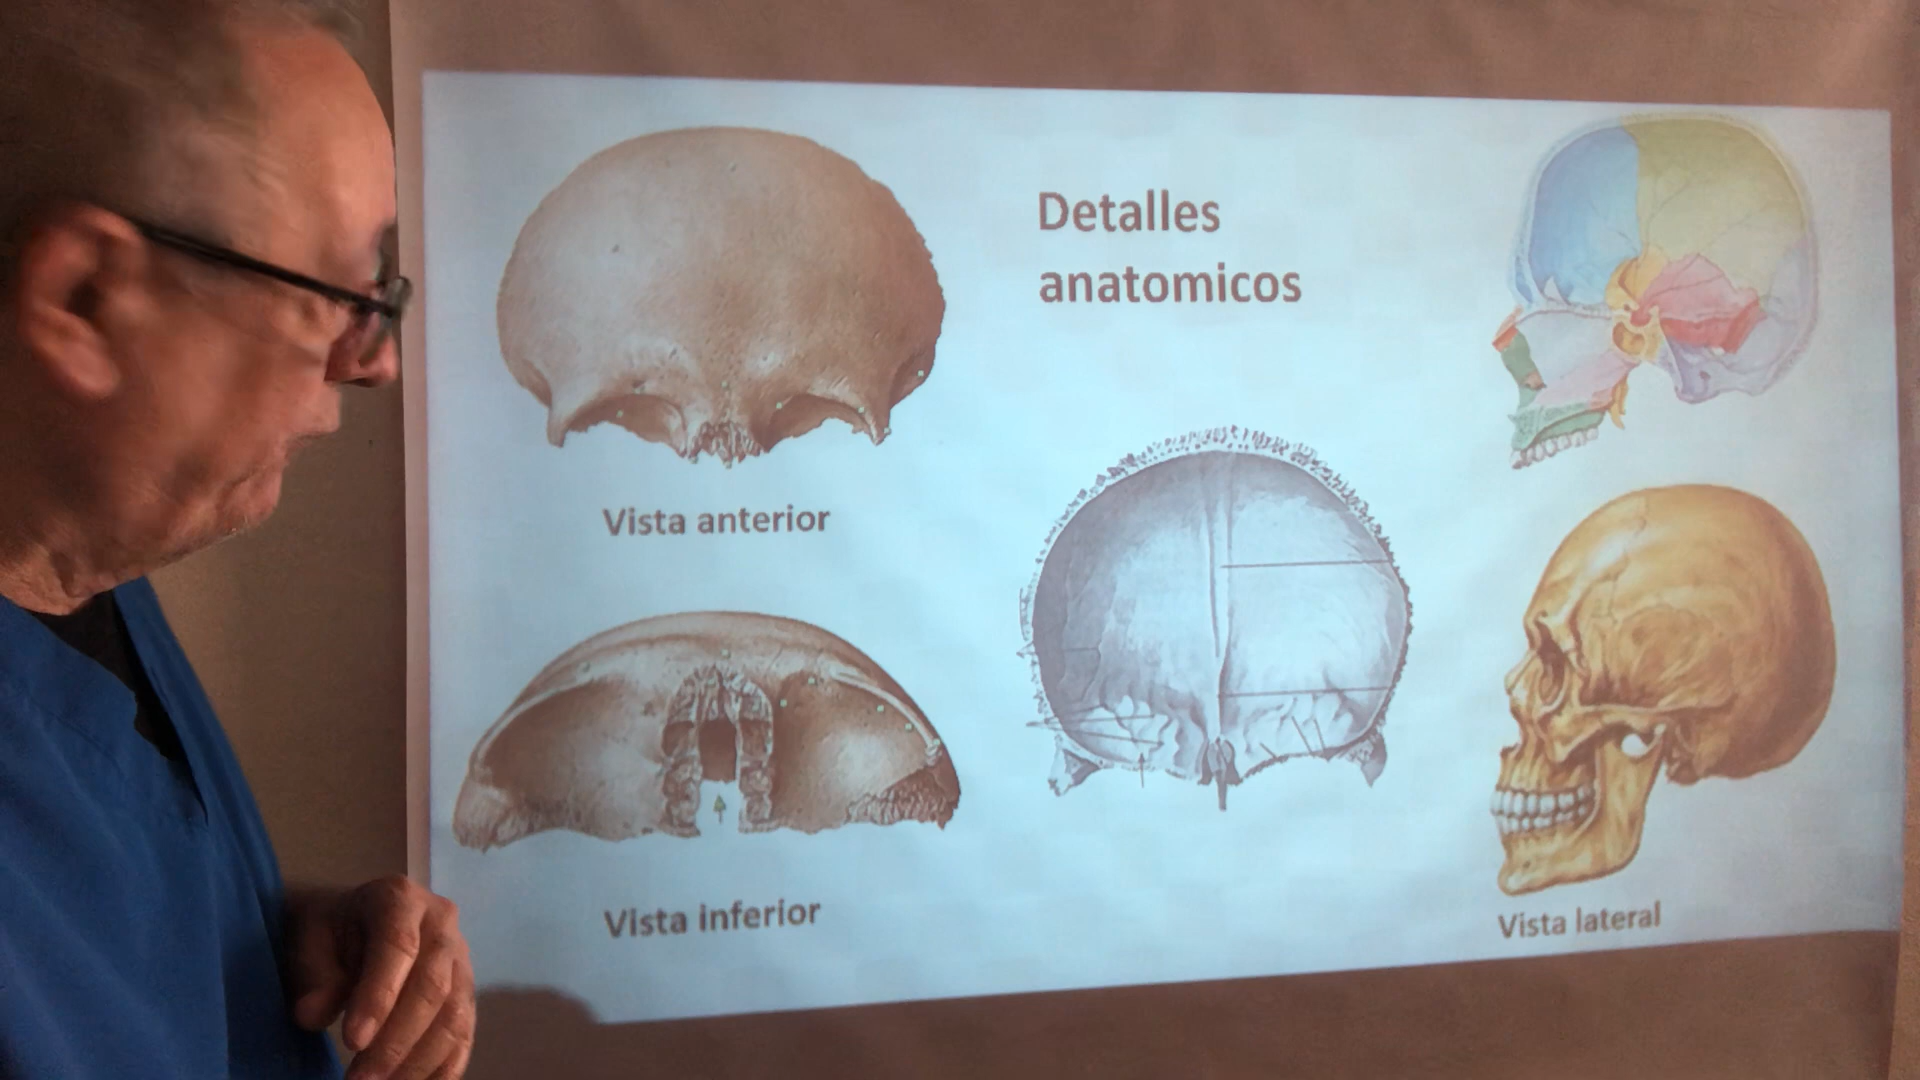 Detalles
anatomicos
Vista anterior
Vista inferior
Vista lateral